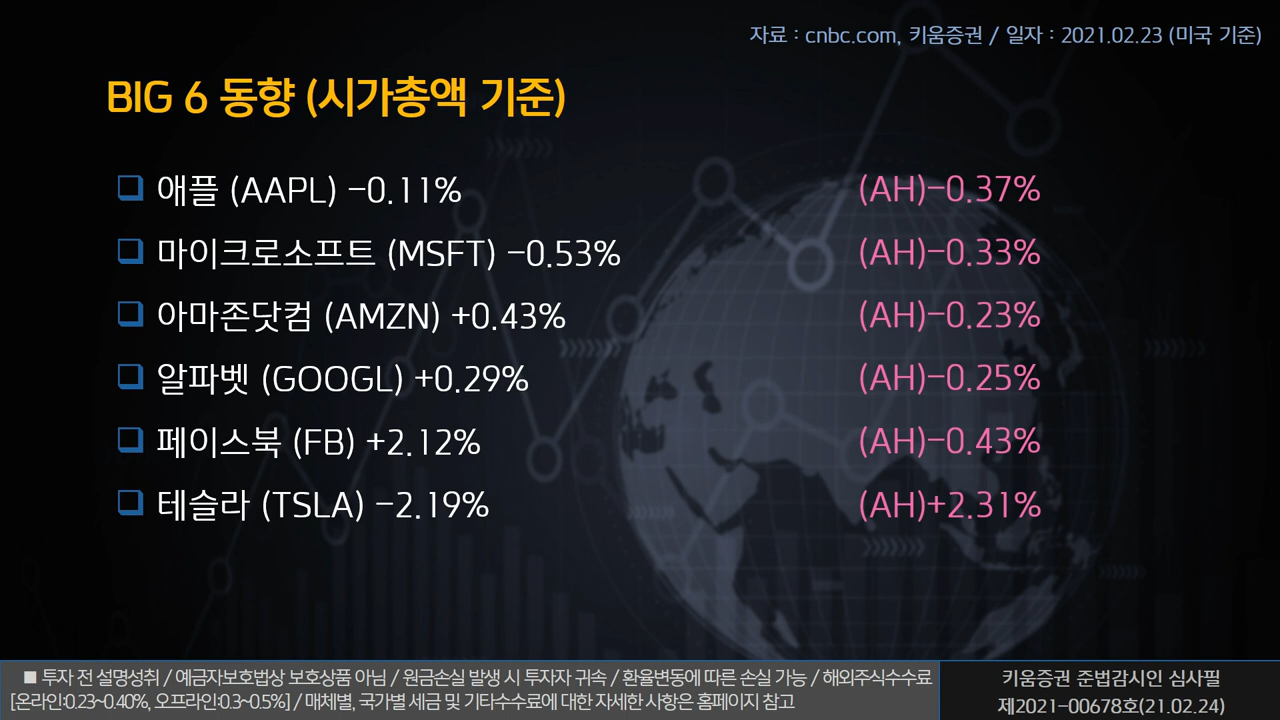 자료 : cnbc.com, 키움증권 / 일자 : 2021.02.23 (미국 기준)
BIG 6 동향 (시가총액 기준)
❑ 애플 (AAPL) -0.11% (AH)-0.37%
❑ 마이크로소프트 (MSFT) -0.53% (AH)-0.33%
❑ 아마존닷컴 (AMZN) +0.43% (AH)-0.23%
❑ 알파벳 (GOOGL) +0.29% (AH)-0.25%
❑ 페이스북 (FB) +2.12% (AH)-0.43%
❑ 테슬라 (TSLA) -2.19% (AH)+2.31%
■ 투자 전 설명성취 / 예금자보호법상 보호상품 아님 / 원금손실 발생 시 투자자 귀속 / 환율변동에 따른 손실 가능 / 해외주식수수료
[온라인:0.23~0.40%, 오프라인:0.3~0.5%] / 매체별, 국가별 세금 및 기타수수료에 대한 자세한 사항은 홈페이지 참고
키움증권 준법감시인 심사필
제2021-00678호(21.02.24)